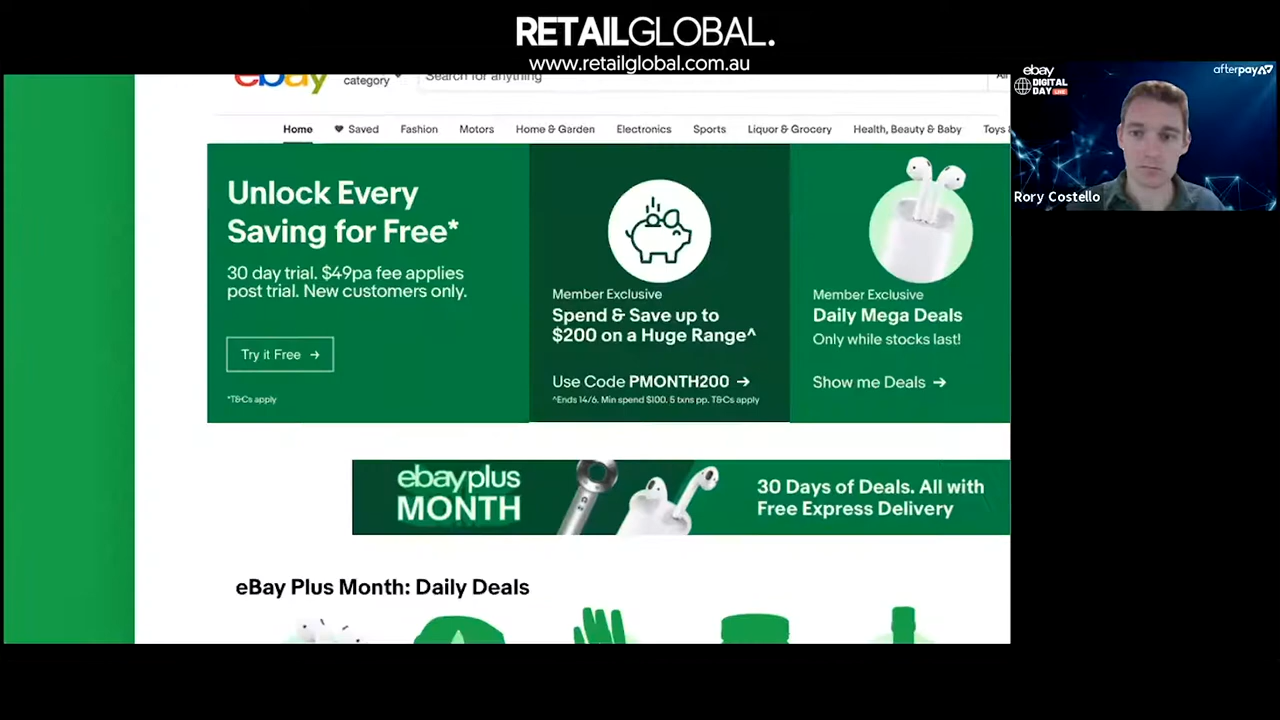 RETAILGLOBAL.
www.retailglobal.com.au
ebay
category
Search for anything
Home
Saved
Fashion
Motors
Home & Garden
Electronics
Sports
Liquor & Grocery
Health, Beauty & Baby
Toys
Unlock Every
Saving for Free*
30 day trial. $49pa fee applies
post trial. New customers only.
Try it Free →
*T&Cs apply
Member Exclusive
Spend & Save up to
$200 on a Huge Range^
Use Code PMONTH200 →
^Ends 14/6. Min spend $100. 5 txns pp. T&Cs apply
Member Exclusive
Daily Mega Deals
Only while stocks last!
Show me Deals →
ebayplus
MONTH
30 Days of Deals. All with
Free Express Delivery
eBay Plus Month: Daily Deals
ebay
DIGITAL
DAY LIVE
afterpay
Rory Costello